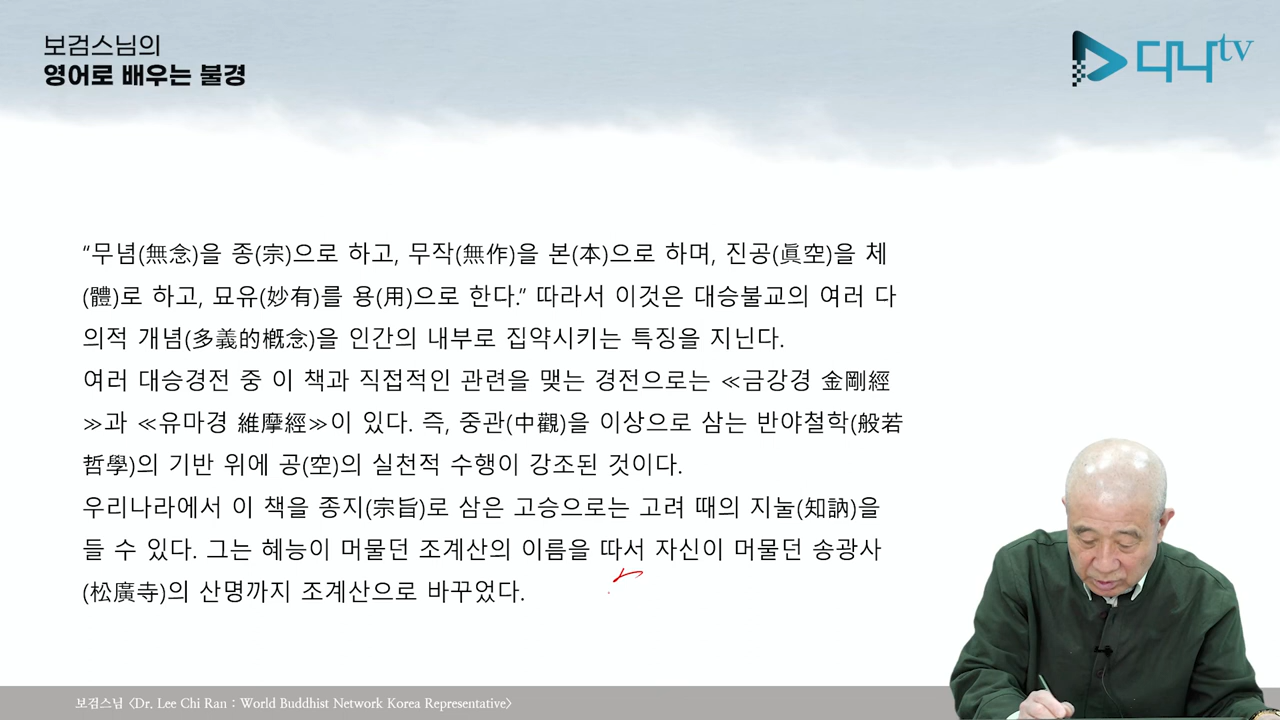 보검스님의
영어로 배우는 불경
다나tv
“무념(無念)을 종(宗)으로 하고, 무작(無作)을 본(本)으로 하며, 진공(眞空)을 체
(體)로 하고, 묘유(妙有)를 용(用)으로 한다.” 따라서 이것은 대승불교의 여러 다
의적 개념(多義的槪念)을 인간의 내부로 집약시키는 특징을 지닌다.
여러 대승경전 중 이 책과 직접적인 관련을 맺는 경전으로는 ≪금강경 金剛經
≫과 ≪유마경 維摩經≫이 있다. 즉, 중관(中觀)을 이상으로 삼는 반야철학(般若
哲學)의 기반 위에 공(空)의 실천적 수행이 강조된 것이다.
우리나라에서 이 책을 종지(宗旨)로 삼은 고승으로는 고려 때의 지눌(知訥)을
들 수 있다. 그는 혜능이 머물던 조계산의 이름을 따서 자신이 머물던 송광사
(松廣寺)의 산명까지 조계산으로 바꾸었다.
보검스님 <Dr. Lee Chi Ran : World Buddhist Network Korea Representative>